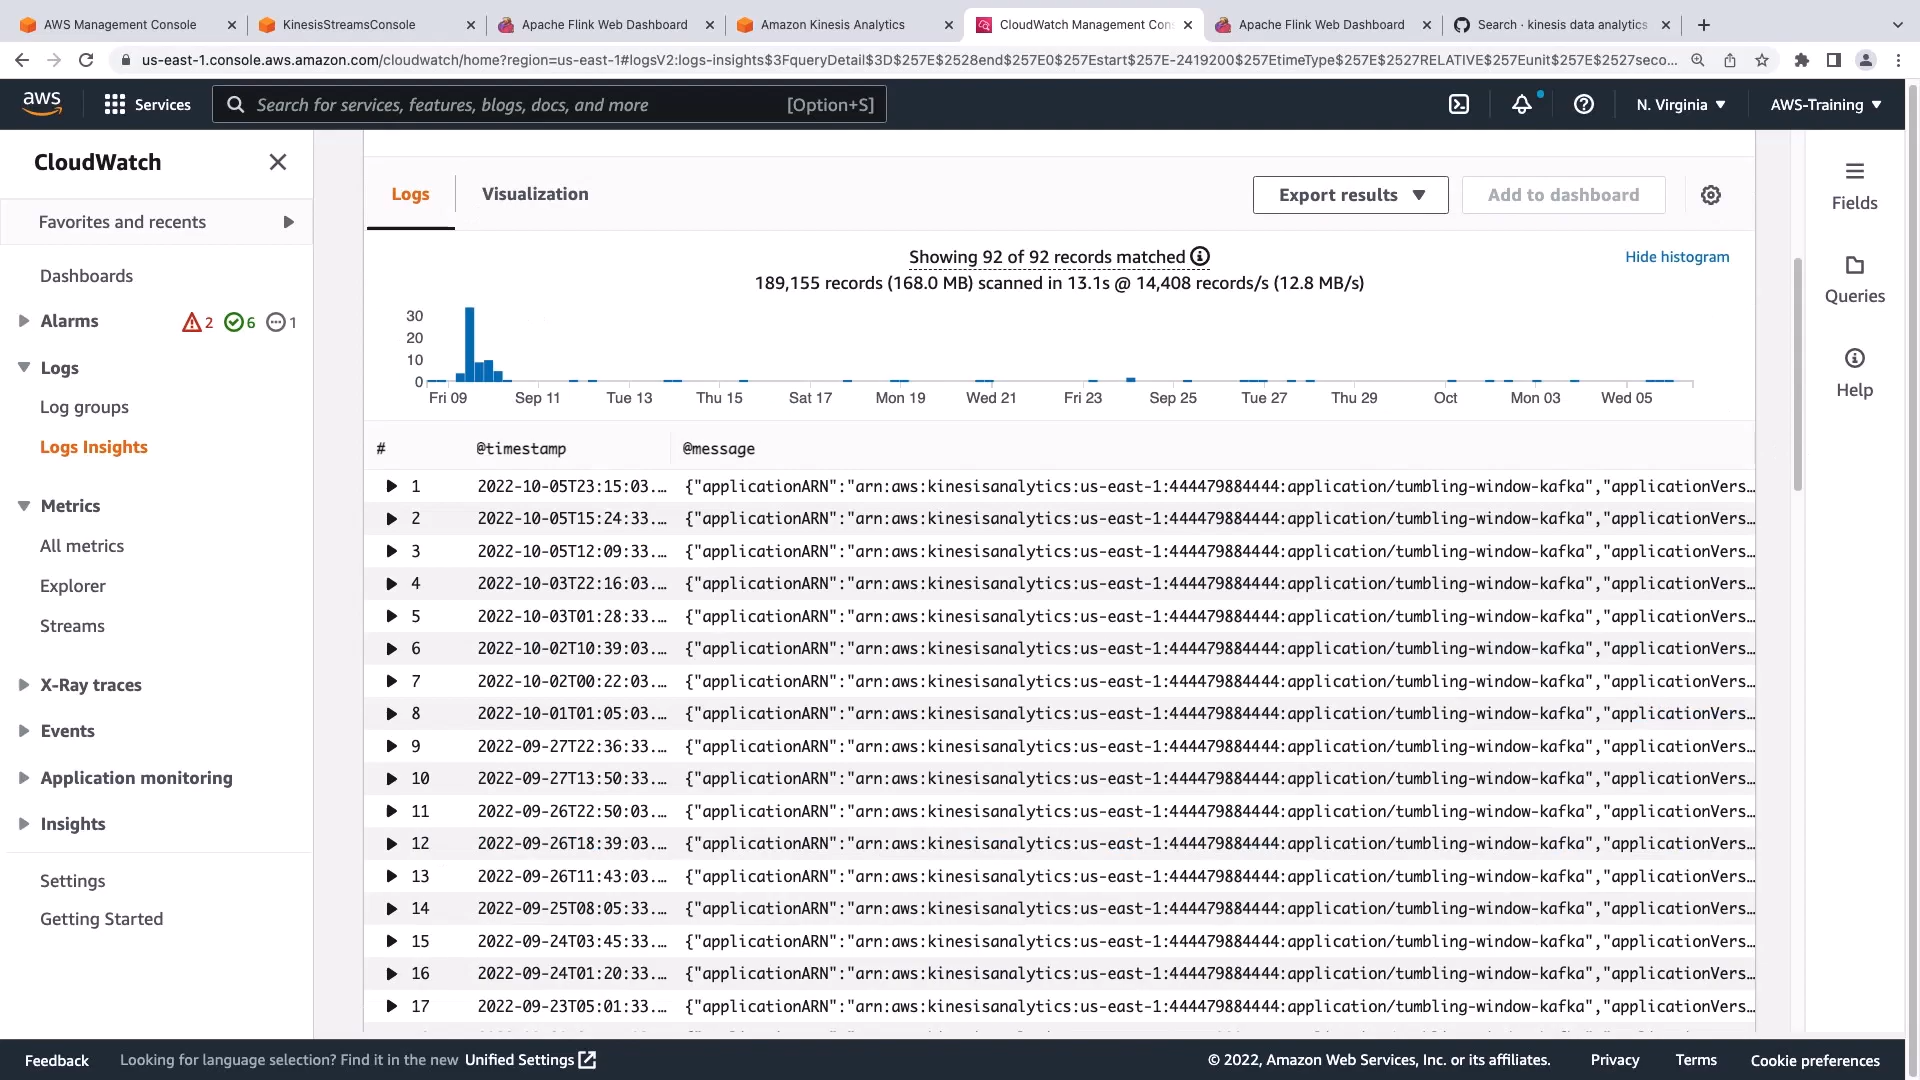 AWS Management Console
KinesisStreamsConsole
Apache Flink Web Dashboard
Amazon Kinesis Analytics
CloudWatch Management Cons
Apache Flink Web Dashboard
Search · kinesis data analytics
us-east-1.console.aws.amazon.com/cloudwatch/home?region=us-east-1#logsV2:logs-insights$3FqueryDetail$3D$257E$2528end$257E0$257Estart$257E-2419200$257EtimeType$257E$2527RELATIVE$257Eunit$257E$2527seco...
aws
Services
Search for services, features, blogs, docs, and more
[Option+S]
N. Virginia ▼
AWS-Training ▼
CloudWatch
Favorites and recents
Dashboards
Alarms 2 6 1
Logs
Log groups
Logs Insights
Metrics
All metrics
Explorer
Streams
X-Ray traces
Events
Application monitoring
Insights
Settings
Getting Started
Logs
Visualization
Export results ▼
Add to dashboard
Showing 92 of 92 records matched
Hide histogram
189,155 records (168.0 MB) scanned in 13.1s @ 14,408 records/s (12.8 MB/s)
30
20
10
0
Fri 09 Sep 11 Tue 13 Thu 15 Sat 17 Mon 19 Wed 21 Fri 23 Sep 25 Tue 27 Thu 29 Oct Mon 03 Wed 05
# @timestamp @message
1 2022-10-05T23:15:03.… {"applicationARN":"arn:aws:kinesisanalytics:us-east-1:444479884444:application/tumbling-window-kafka","applicationVers…
2 2022-10-05T15:24:33.… {"applicationARN":"arn:aws:kinesisanalytics:us-east-1:444479884444:application/tumbling-window-kafka","applicationVers…
3 2022-10-05T12:09:33.… {"applicationARN":"arn:aws:kinesisanalytics:us-east-1:444479884444:application/tumbling-window-kafka","applicationVers…
4 2022-10-03T22:16:03.… {"applicationARN":"arn:aws:kinesisanalytics:us-east-1:444479884444:application/tumbling-window-kafka","applicationVers…
5 2022-10-03T01:28:33.… {"applicationARN":"arn:aws:kinesisanalytics:us-east-1:444479884444:application/tumbling-window-kafka","applicationVers…
6 2022-10-02T10:39:03.… {"applicationARN":"arn:aws:kinesisanalytics:us-east-1:444479884444:application/tumbling-window-kafka","applicationVers…
7 2022-10-02T00:22:03.… {"applicationARN":"arn:aws:kinesisanalytics:us-east-1:444479884444:application/tumbling-window-kafka","applicationVers…
8 2022-10-01T01:05:03.… {"applicationARN":"arn:aws:kinesisanalytics:us-east-1:444479884444:application/tumbling-window-kafka","applicationVers…
9 2022-09-27T22:36:33.… {"applicationARN":"arn:aws:kinesisanalytics:us-east-1:444479884444:application/tumbling-window-kafka","applicationVers…
10 2022-09-27T13:50:33.… {"applicationARN":"arn:aws:kinesisanalytics:us-east-1:444479884444:application/tumbling-window-kafka","applicationVers…
11 2022-09-26T22:50:03.… {"applicationARN":"arn:aws:kinesisanalytics:us-east-1:444479884444:application/tumbling-window-kafka","applicationVers…
12 2022-09-26T18:39:03.… {"applicationARN":"arn:aws:kinesisanalytics:us-east-1:444479884444:application/tumbling-window-kafka","applicationVers…
13 2022-09-26T11:43:03.… {"applicationARN":"arn:aws:kinesisanalytics:us-east-1:444479884444:application/tumbling-window-kafka","applicationVers…
14 2022-09-25T08:05:33.… {"applicationARN":"arn:aws:kinesisanalytics:us-east-1:444479884444:application/tumbling-window-kafka","applicationVers…
15 2022-09-24T03:45:33.… {"applicationARN":"arn:aws:kinesisanalytics:us-east-1:444479884444:application/tumbling-window-kafka","applicationVers…
16 2022-09-24T01:20:33.… {"applicationARN":"arn:aws:kinesisanalytics:us-east-1:444479884444:application/tumbling-window-kafka","applicationVers…
17 2022-09-23T05:01:33.… {"applicationARN":"arn:aws:kinesisanalytics:us-east-1:444479884444:application/tumbling-window-kafka","applicationVers…
Fields
Queries
Help
Feedback
Looking for language selection? Find it in the new Unified Settings
© 2022, Amazon Web Services, Inc. or its affiliates.
Privacy
Terms
Cookie preferences